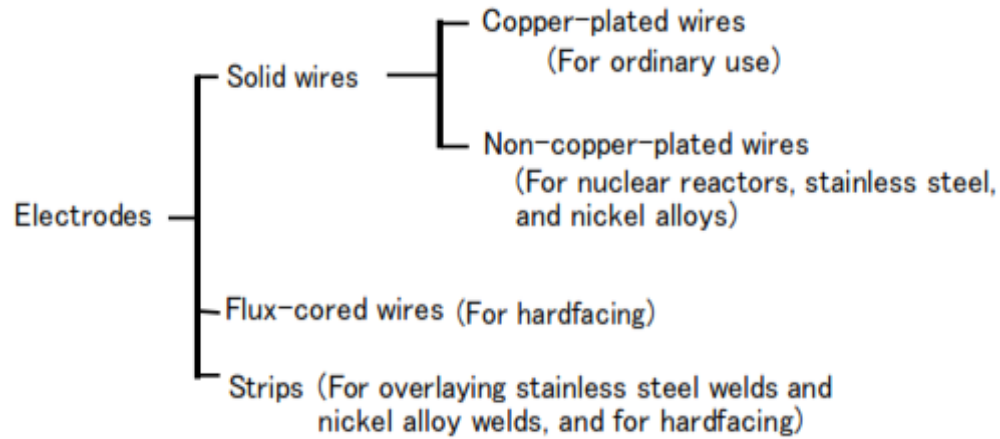 Copper-plated wires
(For ordinary use)
Solid wires
Non-copper-plated wires
(For nuclear reactors, stainless steel,
and nickel alloys)
Electrodes
Flux-cored wires (For hardfacing)
Strips (For overlaying stainless steel welds and
nickel alloy welds, and for hardfacing)